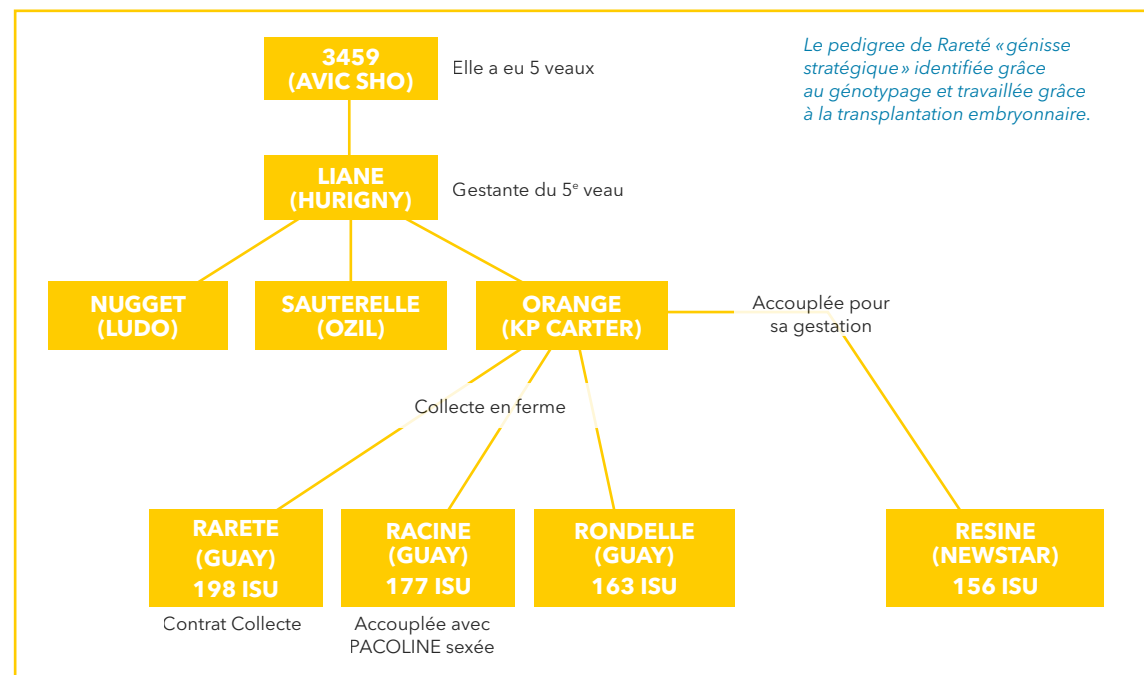 3459
(AVIC SHO)
Elle a eu 5 veaux
Le pedigree de Rareté «génisse
stratégique» identifiée grâce
au génotypage et travaillée grâce
à la transplantation embryonnaire.
LIANE
(HURIGNY)
Gestante du 5e veau
NUGGET
(LUDO)
SAUTERELLE
(OZIL)
ORANGE
(KP CARTER)
Accouplée pour
sa gestation
Collecte en ferme
RARETE
(GUAY)
198 ISU
Contrat Collecte
RACINE
(GUAY)
177 ISU
Accouplée avec
PACOLINE sexée
RONDELLE
(GUAY)
163 ISU
RESINE
(NEWSTAR)
156 ISU